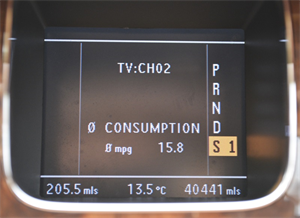 TV:CH02
P
R
N
D
S 1
Ø CONSUMPTION
Ø mpg 15.8
205.5 mls 13.5 °C 40441 mls